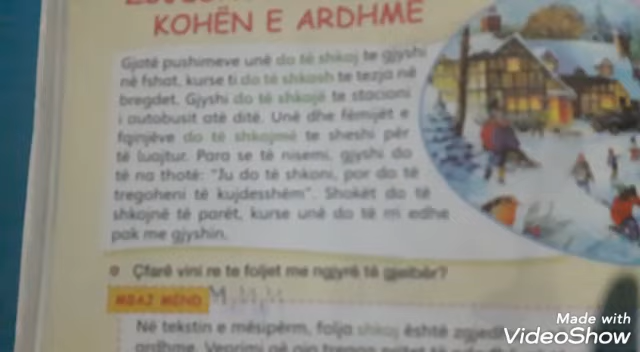 KOHËN E ARDHME
Gjatë pushimeve unë do të shkoj te gjyshi
në fshat, kurse ti do të shkosh te tezja në
bregdet. Gjyshi do të shkojë te stacioni
i autobusit atë ditë. Unë dhe fëmijët e
fqinjëve do të shkojmë te sheshi për
të luajtur. Para se të nisemi, gjyshi do
të na thotë: "Ju do të shkoni, por do të
tregoheni të kujdesshëm". Shokët do të
shkojnë të parët, kurse unë do të rri edhe
pak me gjyshin.
Çfarë vini re te foljet me ngjyrë të gjelbër?
MBAJ MEND
Në tekstin e mësipërm, folja shkoj është
Made with
VideoShow